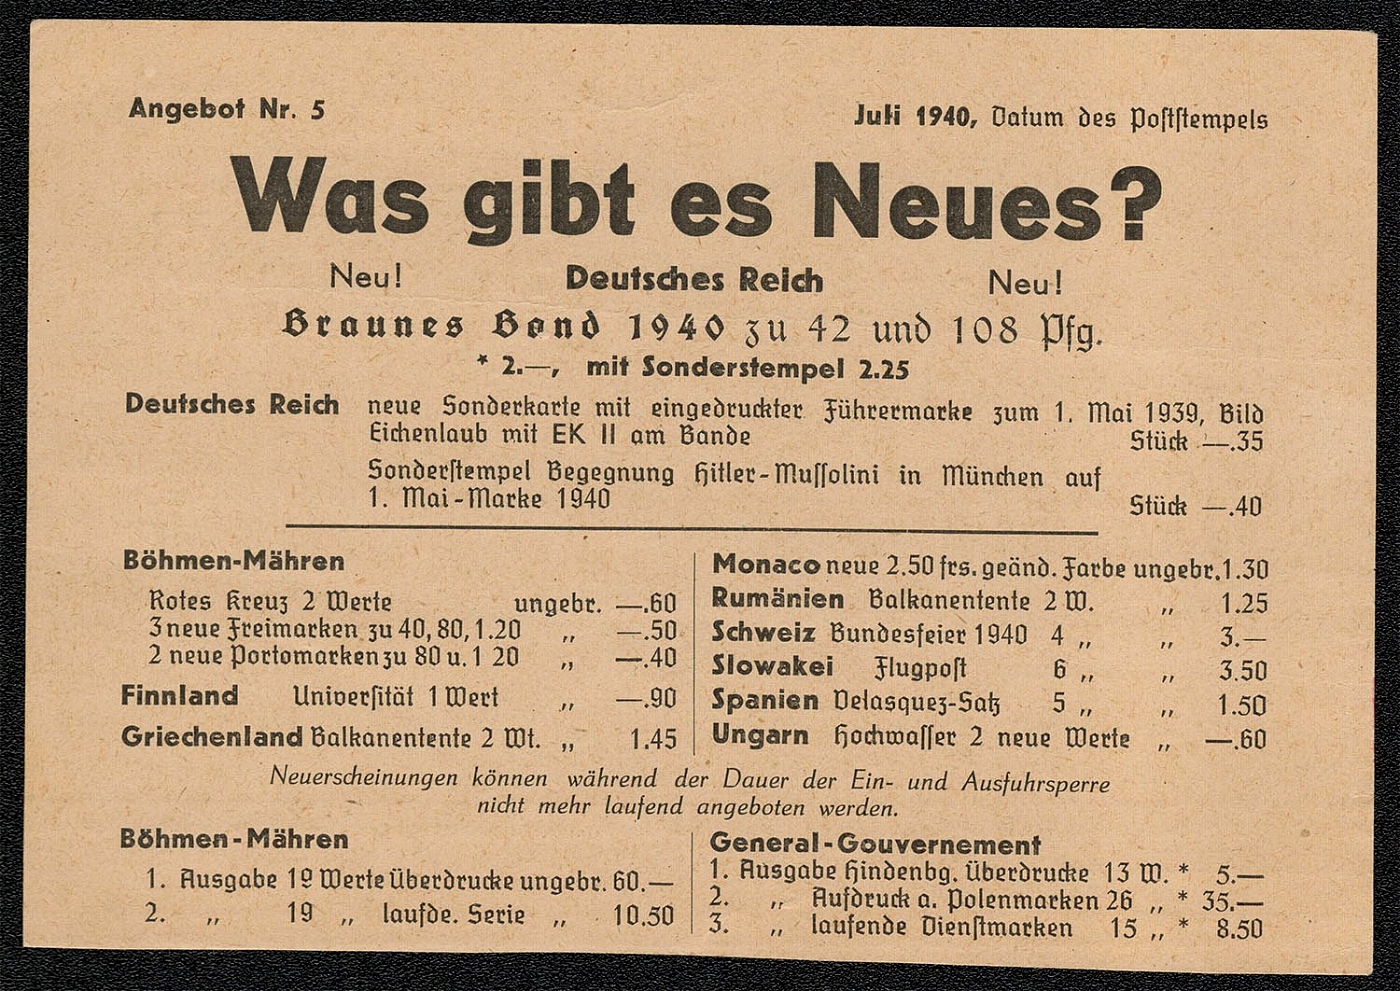 Angebot Nr. 5
Juli 1940, Datum des Poststempels
Was gibt es Neues?
Neu! Deutsches Reich Neu!
Braunes Band 1940 zu 42 und 108 Pfg.
* 2.—, mit Sonderstempel 2.25
Deutsches Reich neue Sonderkarte mit eingedruckter Führermarke zum 1. Mai 1939, Bild
Eichenlaub mit EK II am Bande Stück —.35
Sonderstempel Begegnung Hitler-Mussolini in München auf
1. Mai-Marke 1940 Stück —.40
Böhmen-Mähren
Rotes Kreuz 2 Werte ungebr. —.60
3 neue Freimarken zu 40, 80, 1.20 „ —.50
2 neue Portomarken zu 80 u. 1 20 „ —.40
Finnland Universität 1 Wert „ —.90
Griechenland Balkanentente 2 Wt. „ 1.45
Monaco neue 2.50 frs. geänd. Farbe ungebr. 1.30
Rumänien Balkanentente 2 W. „ 1.25
Schweiz Bundesfeier 1940 4 „ „ 3.—
Slowakei Flugpost 6 „ „ 3.50
Spanien Velasquez-Satz 5 „ „ 1.50
Ungarn Hochwasser 2 neue Werte „ —.60
Neuerscheinungen können während der Dauer der Ein- und Ausfuhrsperre
nicht mehr laufend angeboten werden.
Böhmen-Mähren
1. Ausgabe 19 Werte Überdrucke ungebr. 60.—
2. „ 19 „ laufde. Serie „ 10.50
General-Gouvernement
1. Ausgabe Hindenbg. Überdrucke 13 W. * 5.—
2. „ Aufdruck a. Polenmarken 26 „ * 35.—
3. „ laufende Dienstmarken 15 „ * 8.50